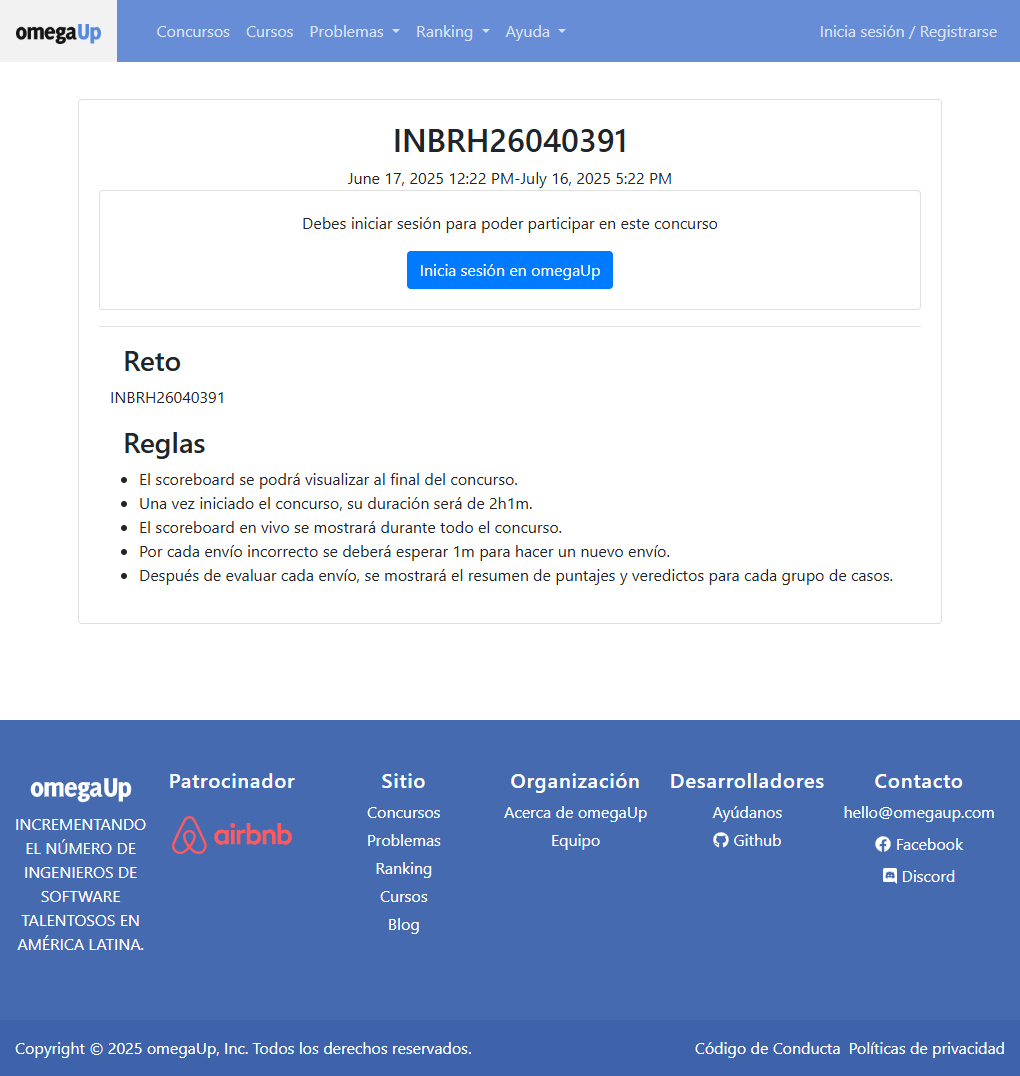 omegaUp Concursos Cursos Problemas Ranking Ayuda Inicia sesión / Registrarse
INBRH26040391
June 17, 2025 12:22 PM-July 16, 2025 5:22 PM
Debes iniciar sesión para poder participar en este concurso
Inicia sesión en omegaUp
Reto
INBRH26040391
Reglas
El scoreboard se podrá visualizar al final del concurso.
Una vez iniciado el concurso, su duración será de 2h1m.
El scoreboard en vivo se mostrará durante todo el concurso.
Por cada envío incorrecto se deberá esperar 1m para hacer un nuevo envío.
Después de evaluar cada envío, se mostrará el resumen de puntajes y veredictos para cada grupo de casos.
omegaUp
INCREMENTANDO
EL NÚMERO DE
INGENIEROS DE
SOFTWARE
TALENTOSOS EN
AMÉRICA LATINA.
Patrocinador
airbnb
Sitio
Concursos
Problemas
Ranking
Cursos
Blog
Organización
Acerca de omegaUp
Equipo
Desarrolladores
Ayúdanos
Github
Contacto
hello@omegaup.com
Facebook
Discord
Copyright © 2025 omegaUp, Inc. Todos los derechos reservados.
Código de Conducta Políticas de privacidad